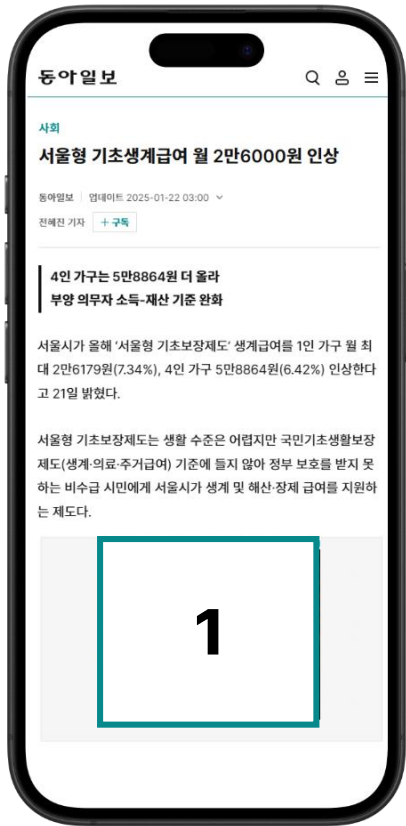 동아일보
사회
서울형 기초생계급여 월 2만6000원 인상
동아일보 업데이트 2025-01-22 03:00
전혜진 기자 + 구독
4인 가구는 5만8864원 더 올라
부양 의무자 소득-재산 기준 완화
서울시가 올해 ‘서울형 기초보장제도’ 생계급여를 1인 가구 월 최
대 2만6179원(7.34%), 4인 가구 5만8864원(6.42%) 인상한다
고 21일 밝혔다.
서울형 기초보장제도는 생활 수준은 어렵지만 국민기초생활보장
제도(생계·의료·주거급여) 기준에 들지 않아 정부 보호를 받지 못
하는 비수급 시민에게 서울시가 생계 및 해산·장제 급여를 지원하
는 제도다.
1